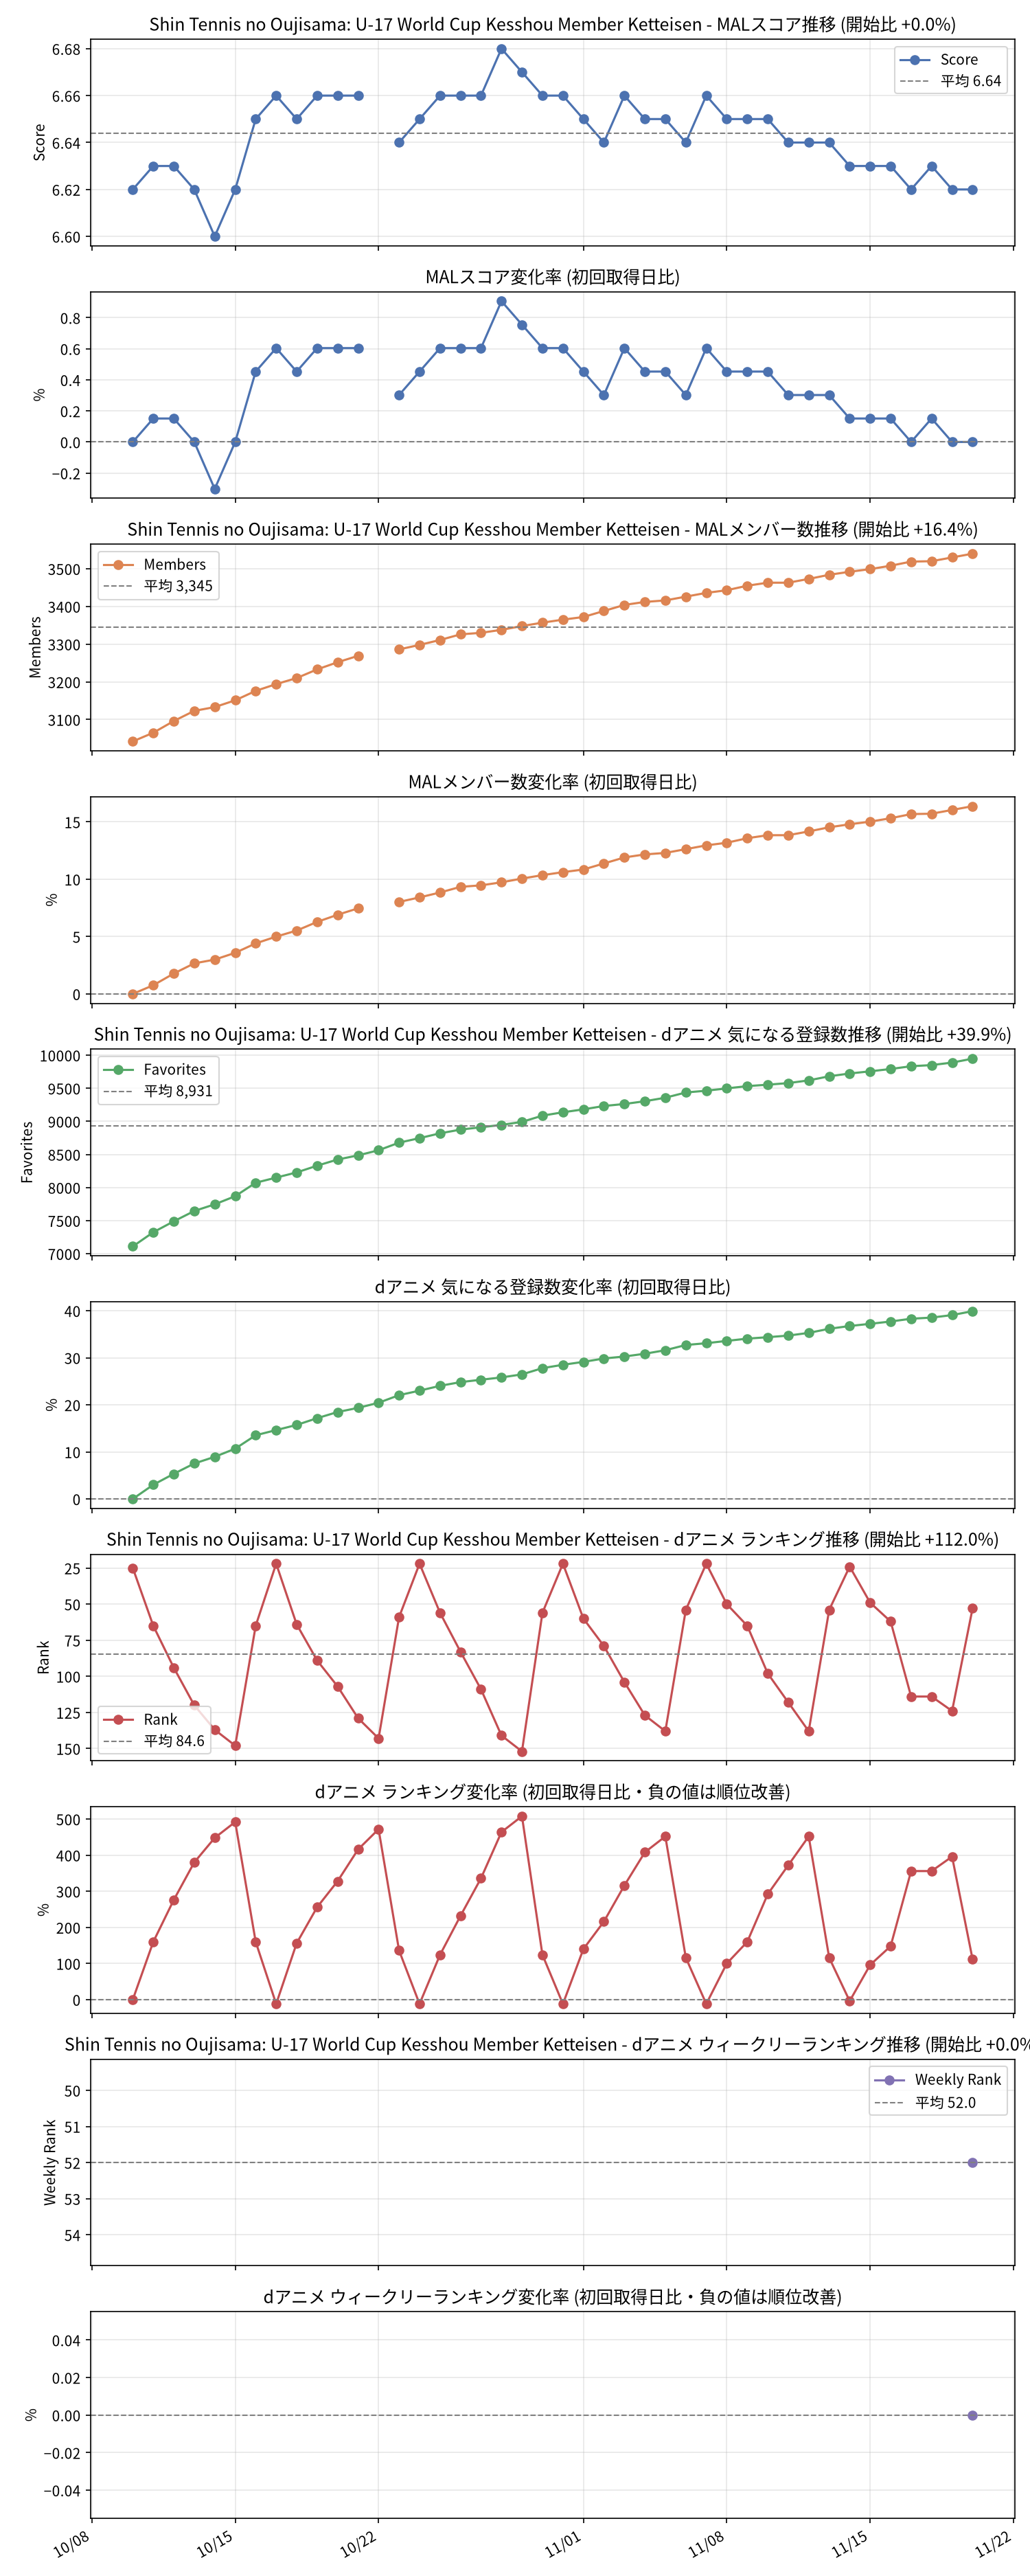 Shin Tennis no Oujisama: U-17 World Cup Kesshou Member Ketteisen - MALスコア推移 (開始比 +0.0%)
Score
6.68
6.66
6.64
6.62
6.60
Score
平均 6.64
MALスコア変化率 (初回取得日比)
%
0.8
0.6
0.4
0.2
0.0
−0.2
Shin Tennis no Oujisama: U-17 World Cup Kesshou Member Ketteisen - MALメンバー数推移 (開始比 +16.4%)
Members
3500
3400
3300
3200
3100
Members
平均 3,345
MALメンバー数変化率 (初回取得日比)
%
15
10
5
0
Shin Tennis no Oujisama: U-17 World Cup Kesshou Member Ketteisen - dアニメ 気になる登録数推移 (開始比 +39.9%)
Favorites
10000
9500
9000
8500
8000
7500
7000
Favorites
平均 8,931
dアニメ 気になる登録数変化率 (初回取得日比)
%
40
30
20
10
0
Shin Tennis no Oujisama: U-17 World Cup Kesshou Member Ketteisen - dアニメ ランキング推移 (開始比 +112.0%)
Rank
25
50
75
100
125
150
Rank
平均 84.6
dアニメ ランキング変化率 (初回取得日比・負の値は順位改善)
%
500
400
300
200
100
0
Shin Tennis no Oujisama: U-17 World Cup Kesshou Member Ketteisen - dアニメ ウィークリーランキング推移 (開始比 +0.0%
Weekly Rank
50
51
52
53
54
Weekly Rank
平均 52.0
dアニメ ウィークリーランキング変化率 (初回取得日比・負の値は順位改善)
%
0.04
0.02
0.00
−0.02
−0.04
10/08
10/15
10/22
11/01
11/08
11/15
11/22